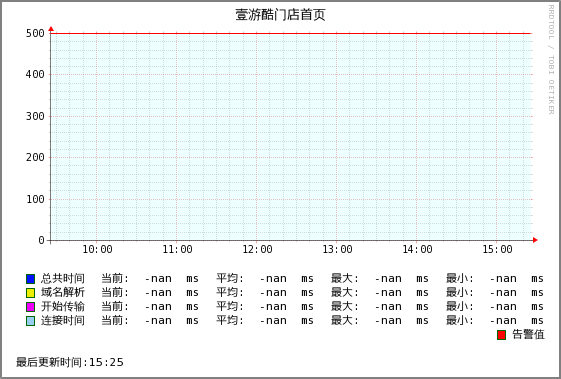 壹游酷门店首页
RRDTOOL / TOBI OETIKER
500
400
300
200
100
0
10:00 11:00 12:00 13:00 14:00 15:00
总共时间 当前: -nan ms 平均: -nan ms 最大: -nan ms 最小: -nan ms
域名解析 当前: -nan ms 平均: -nan ms 最大: -nan ms 最小: -nan ms
开始传输 当前: -nan ms 平均: -nan ms 最大: -nan ms 最小: -nan ms
连接时间 当前: -nan ms 平均: -nan ms 最大: -nan ms 最小: -nan ms
告警值
最后更新时间:15:25